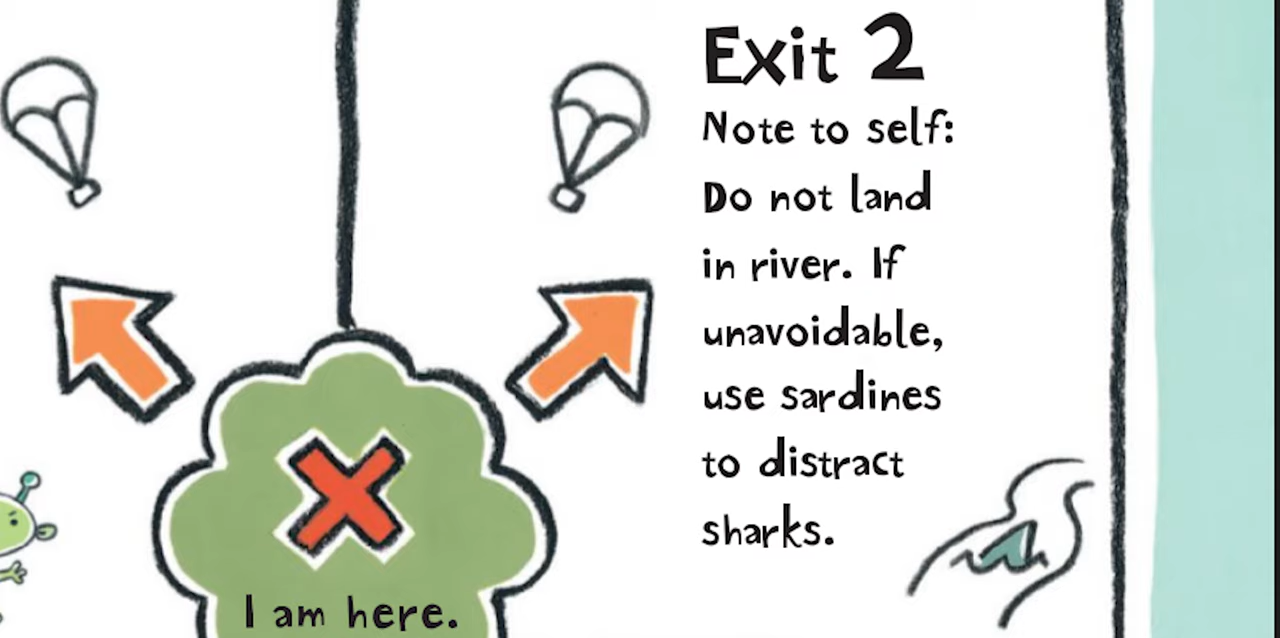 Exit 2
Note to self:
Do not land
in river. If
unavoidable,
use sardines
to distract
sharks.
I am here.